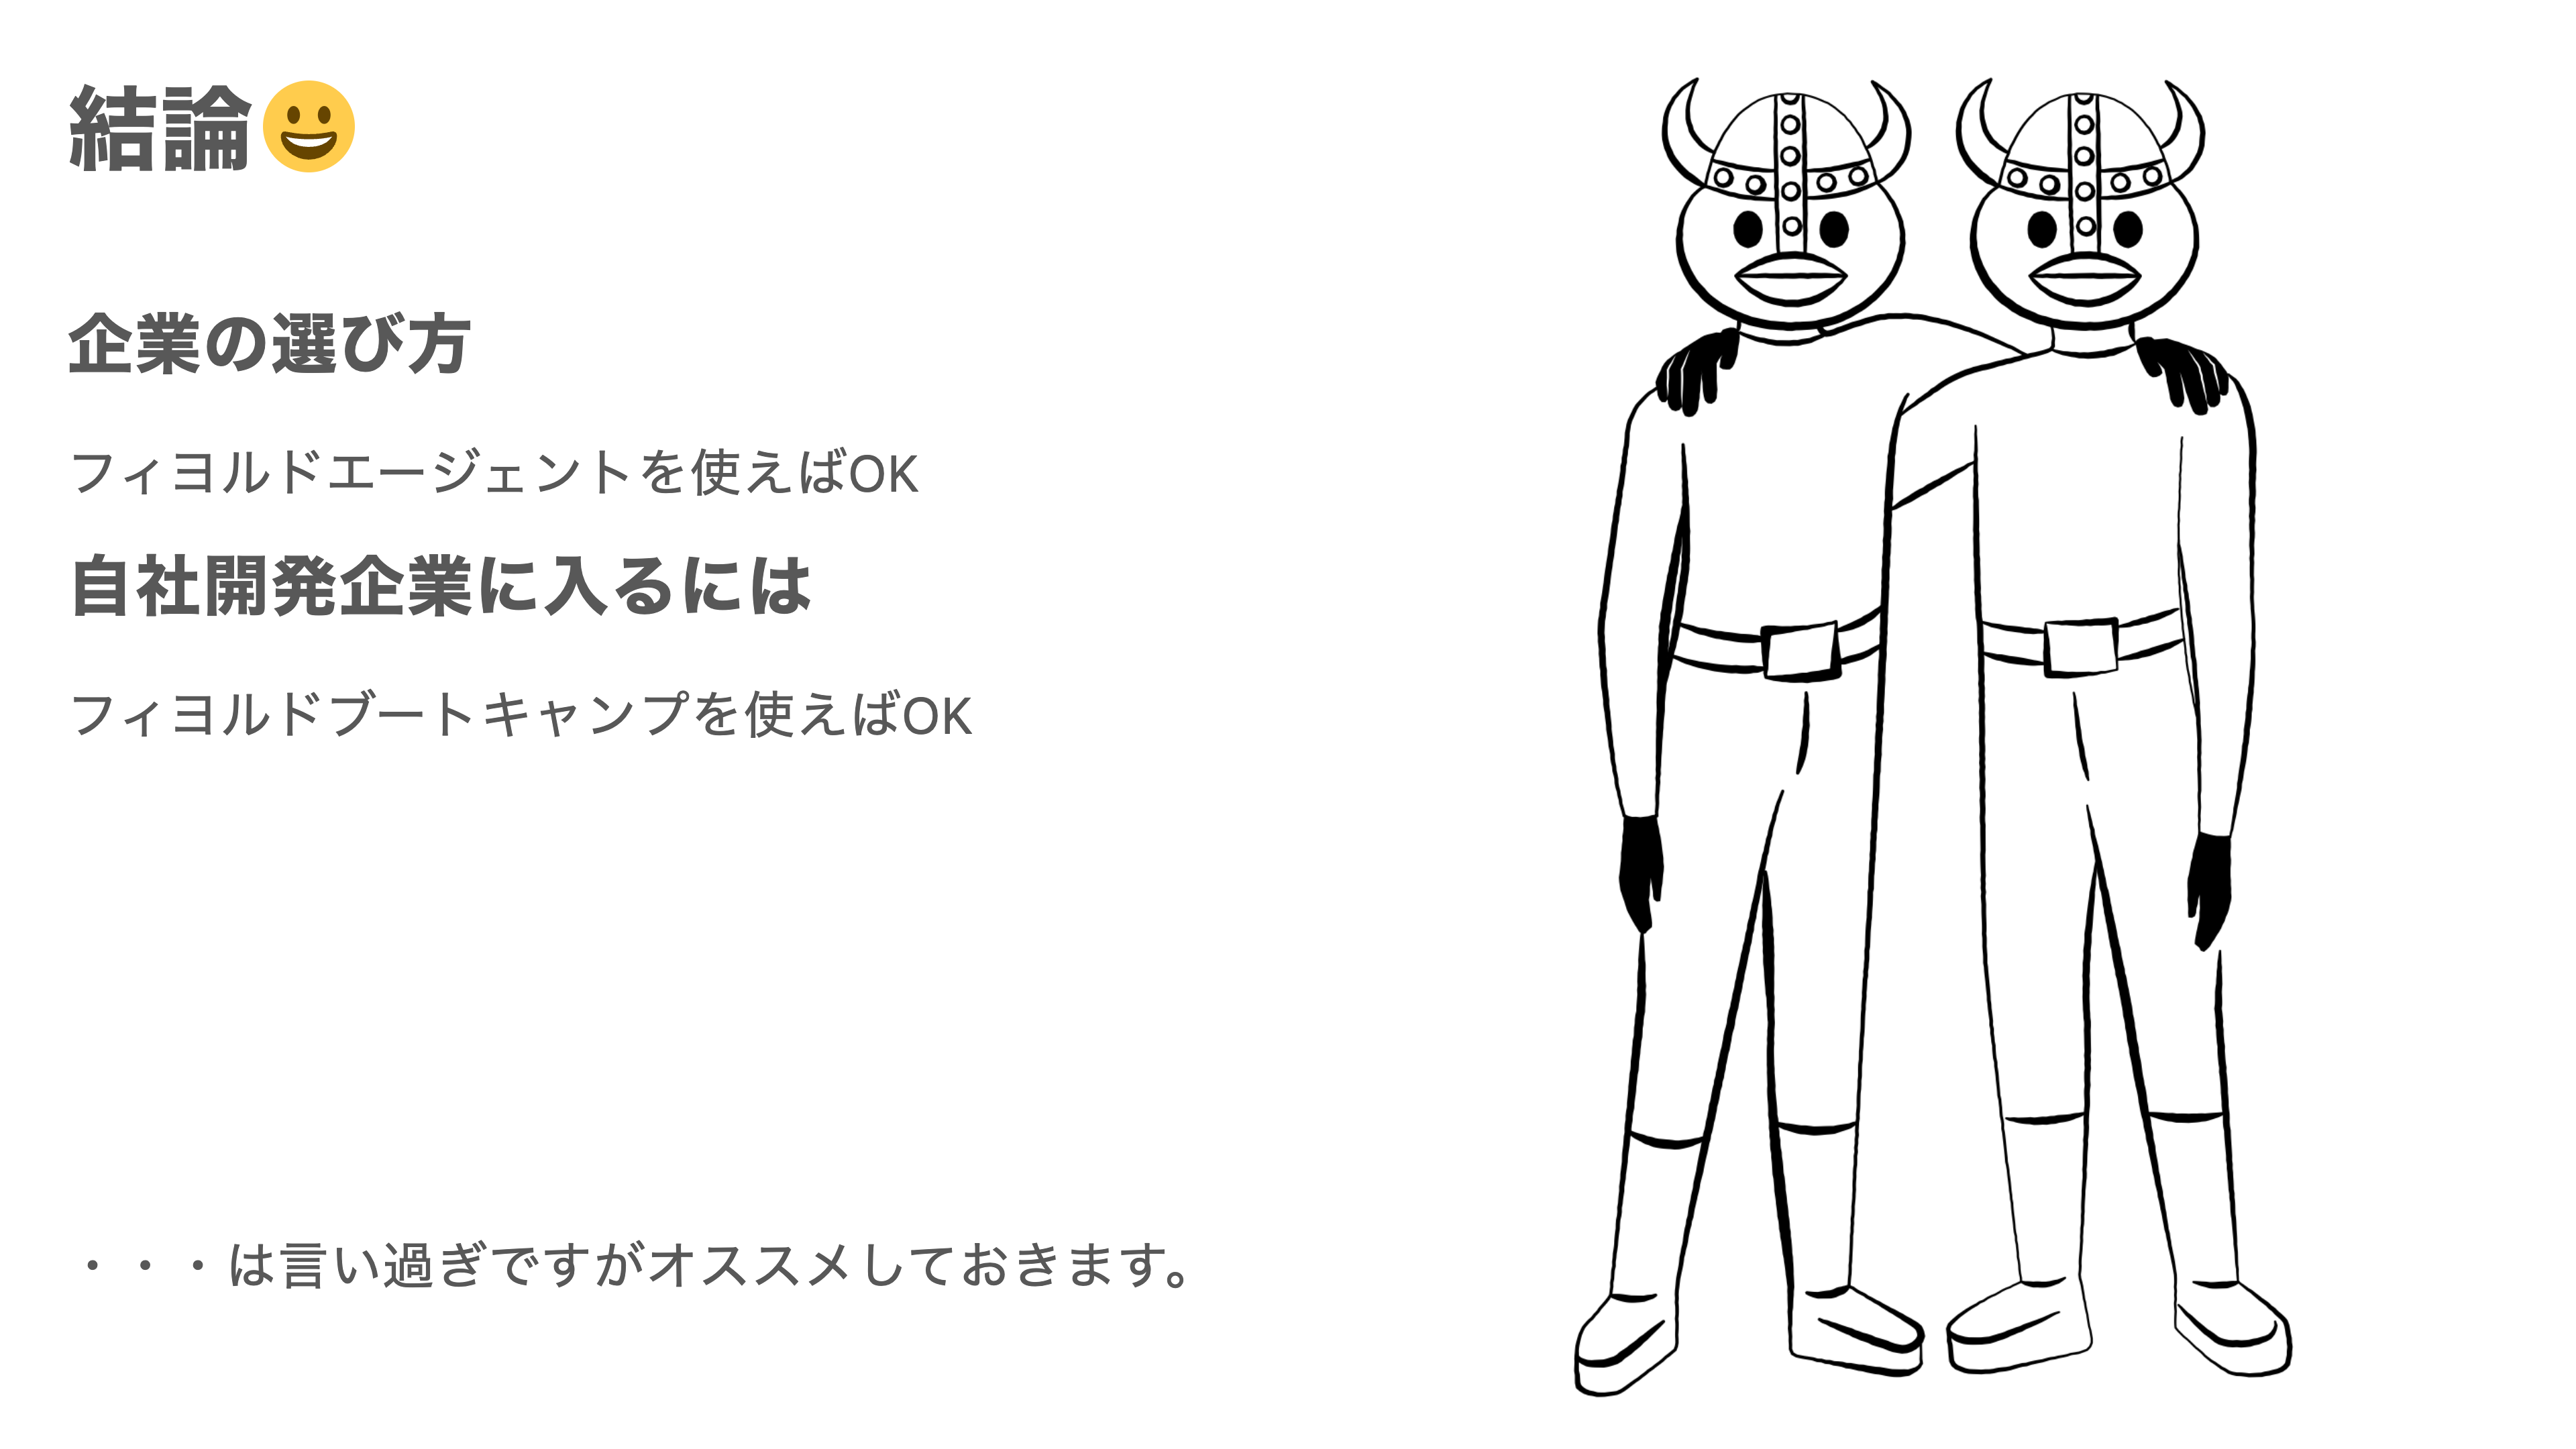 結論😀
企業の選び方
フィヨルドエージェントを使えばOK
自社開発企業に入るには
フィヨルドブートキャンプを使えばOK
・・・は言い過ぎですがオススメしておきます。